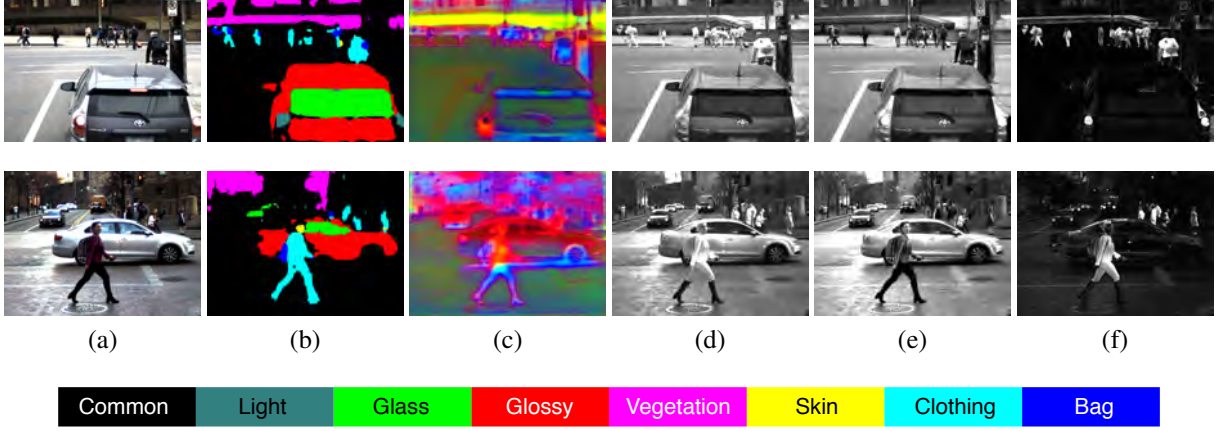 (a) (b) (c) (d) (e) (f)
Common Light Glass Glossy Vegetation Skin Clothing Bag